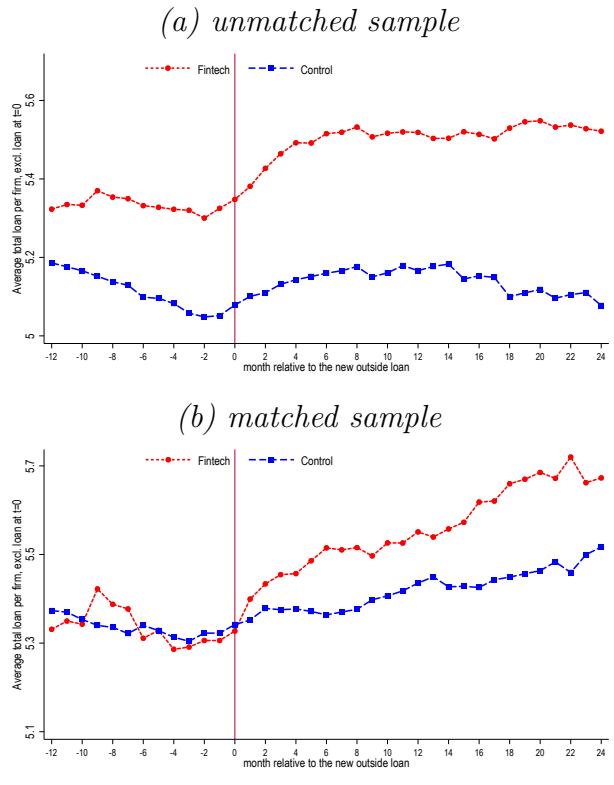 (a) unmatched sample
Fintech Control
Average total loan per firm, excl. loan at t=0
5.6
5.4
5.2
5
-12 -10 -8 -6 -4 -2 0 2 4 6 8 10 12 14 16 18 20 22 24
month relative to the new outside loan
(b) matched sample
Fintech Control
Average total loan per firm, excl. loan at t=0
5.7
5.5
5.3
5.1
-12 -10 -8 -6 -4 -2 0 2 4 6 8 10 12 14 16 18 20 22 24
month relative to the new outside loan